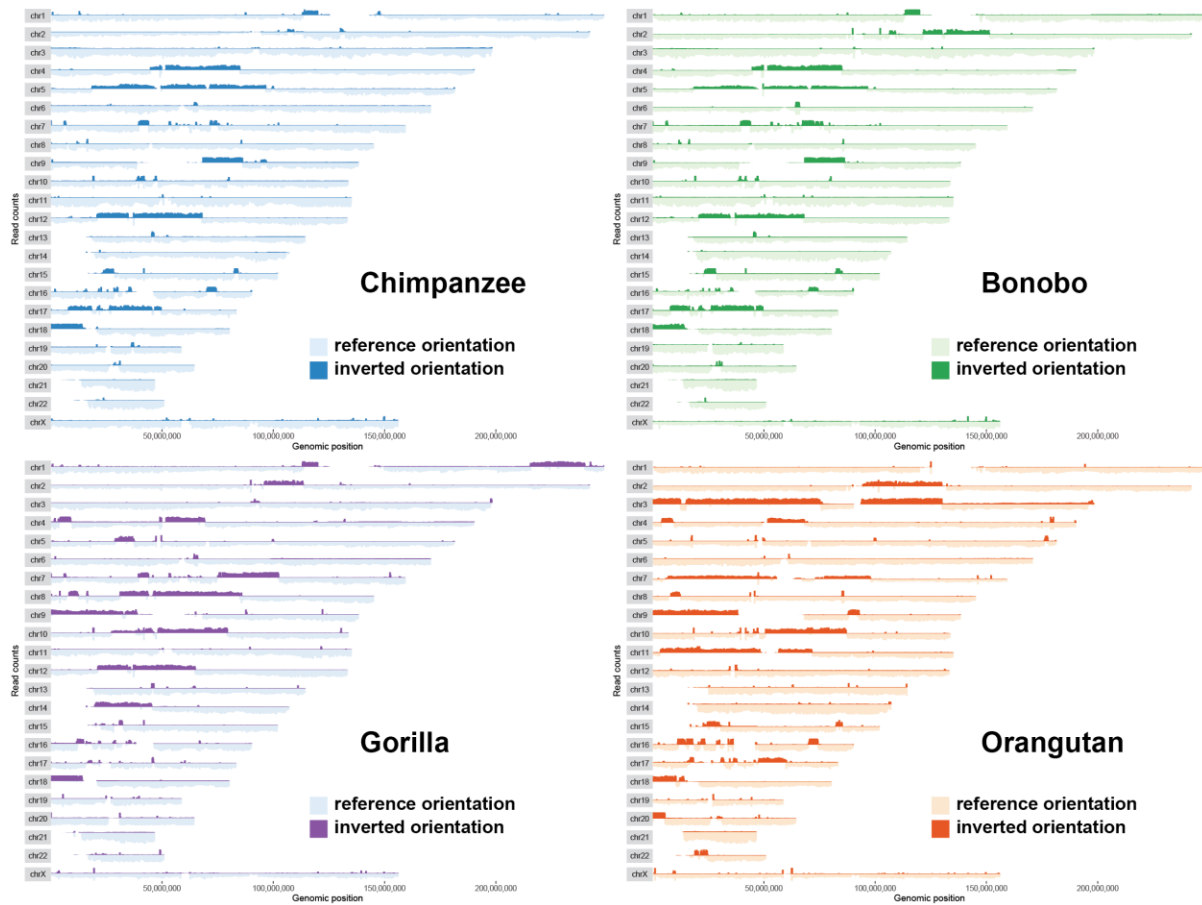 chr1
chr2
chr3
chr4
chr5
chr6
chr7
chr8
chr9
chr10
chr11
chr12
chr13
chr14
chr15
chr16
chr17
chr18
chr19
chr20
chr21
chr22
chrX
Read counts
Chimpanzee
reference orientation
inverted orientation
50,000,000 100,000,000 150,000,000 200,000,000
Genomic position
chr1
chr2
chr3
chr4
chr5
chr6
chr7
chr8
chr9
chr10
chr11
chr12
chr13
chr14
chr15
chr16
chr17
chr18
chr19
chr20
chr21
chr22
chrX
Read counts
Bonobo
reference orientation
inverted orientation
50,000,000 100,000,000 150,000,000 200,000,000
Genomic position
chr1
chr2
chr3
chr4
chr5
chr6
chr7
chr8
chr9
chr10
chr11
chr12
chr13
chr14
chr15
chr16
chr17
chr18
chr19
chr20
chr21
chr22
chrX
Read counts
Gorilla
reference orientation
inverted orientation
50,000,000 100,000,000 150,000,000 200,000,000
Genomic position
chr1
chr2
chr3
chr4
chr5
chr6
chr7
chr8
chr9
chr10
chr11
chr12
chr13
chr14
chr15
chr16
chr17
chr18
chr19
chr20
chr21
chr22
chrX
Read counts
Orangutan
reference orientation
inverted orientation
50,000,000 100,000,000 150,000,000 200,000,000
Genomic position